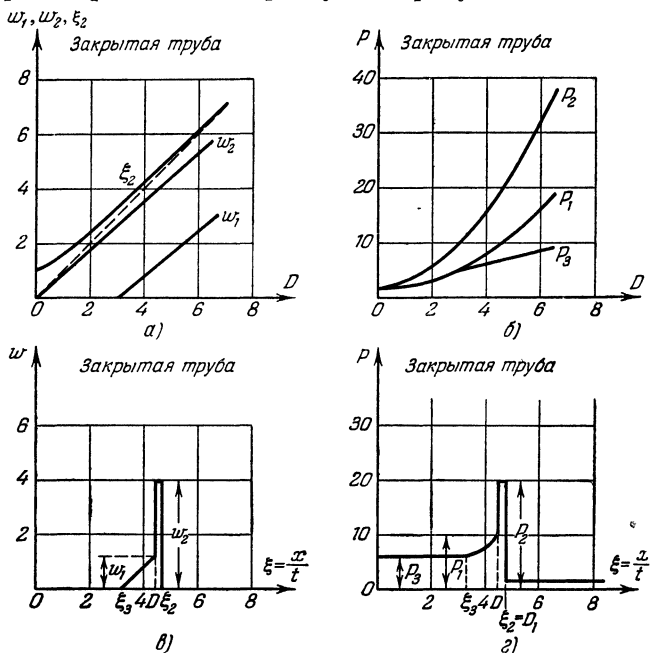 w₁, w₂, ξ₂
Закрытая труба
8
6
4
2
0 2 4 6 8
ξ₂
w₂
w₁
D
а)
P
Закрытая труба
40
30
20
10
0 2 4 6 8
P₂
P₁
P₃
D
б)
w
Закрытая труба
6
4
2
0 2 ξ₃ 4 D ξ₂ 6 8
w₁
w₂
ξ = x/t
в)
P
Закрытая труба
30
20
10
0 2 ξ₃ 4 D 6 8
P₃
P₁
P₂
ξ₂=D₁
ξ = x/t
г)